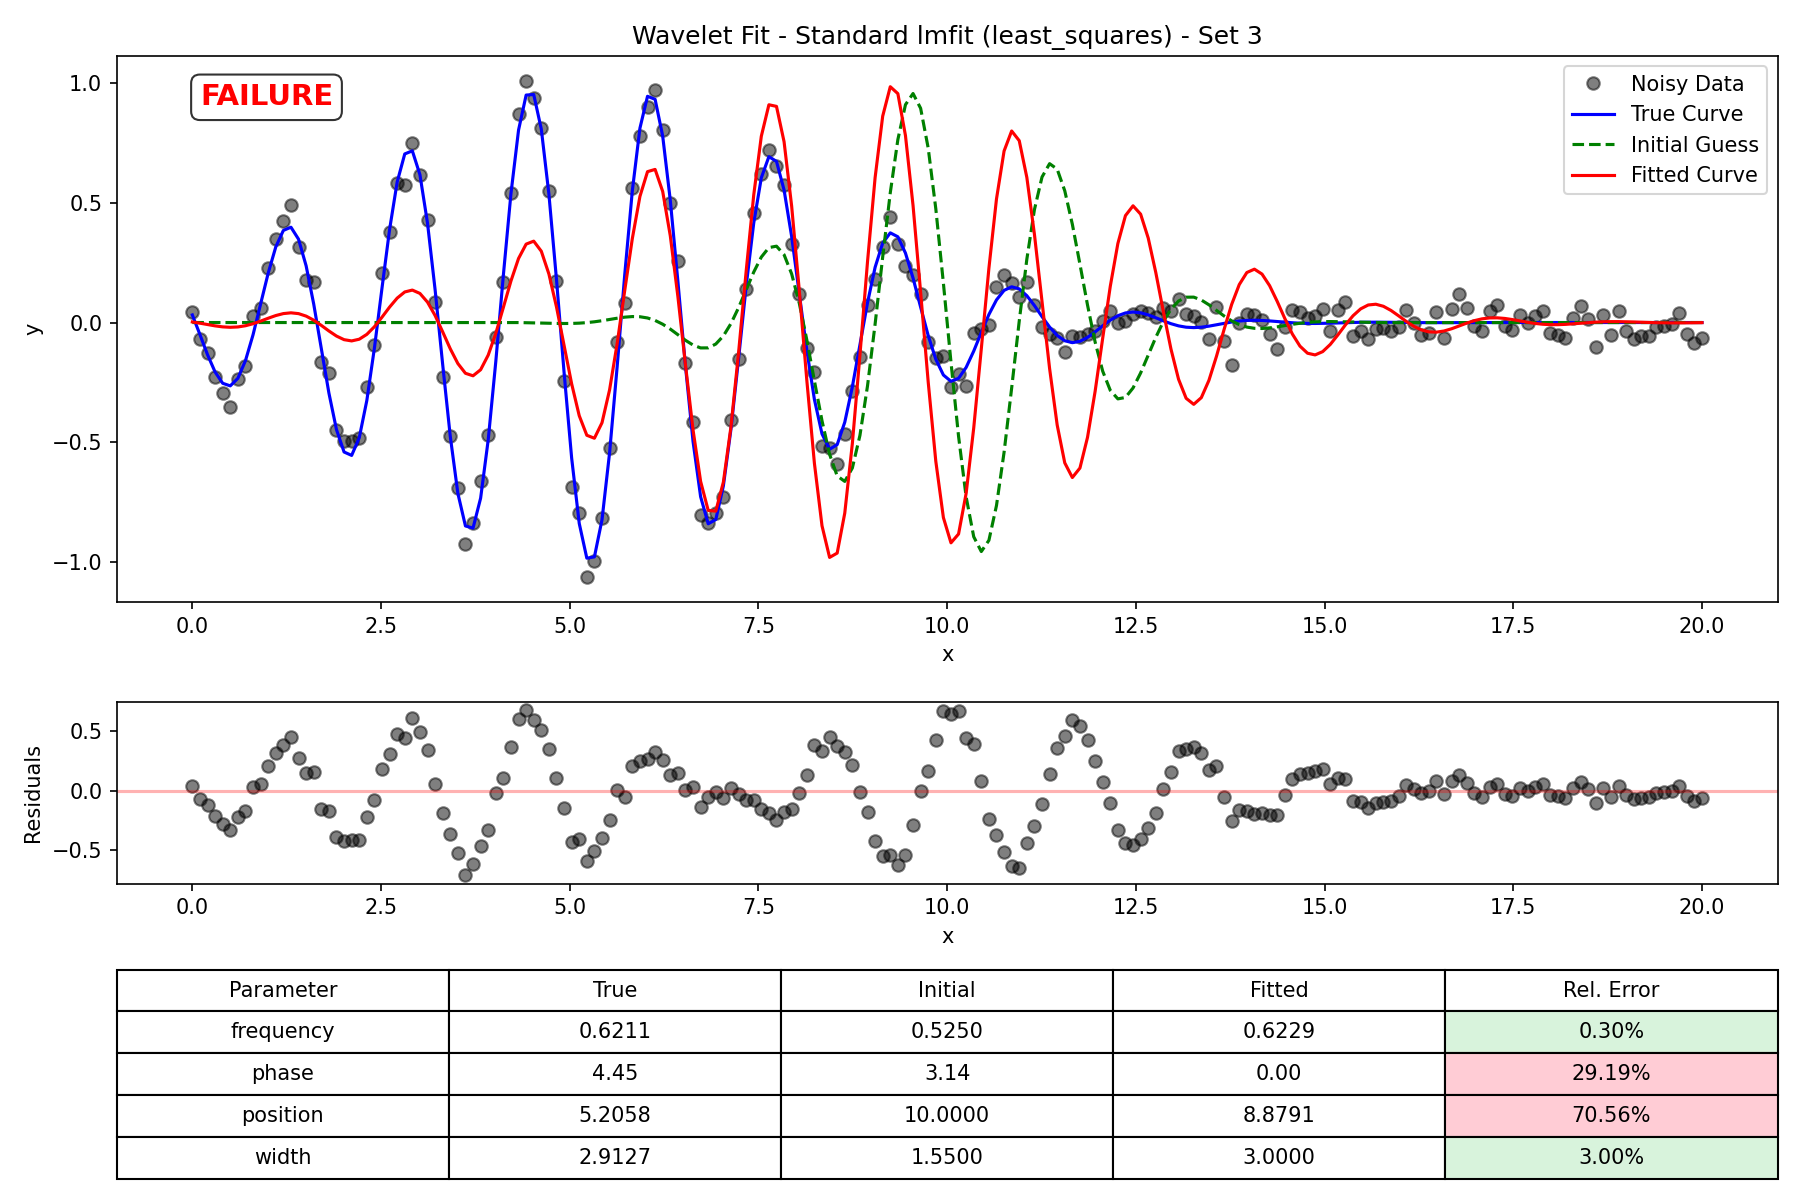 Wavelet Fit - Standard lmfit (least_squares) - Set 3
FAILURE
Noisy Data
True Curve
Initial Guess
Fitted Curve
1.0
0.5
0.0
−0.5
−1.0
y
0.0 2.5 5.0 7.5 10.0 12.5 15.0 17.5 20.0
x
0.5
0.0
−0.5
Residuals
0.0 2.5 5.0 7.5 10.0 12.5 15.0 17.5 20.0
x
Parameter True Initial Fitted Rel. Error
frequency 0.6211 0.5250 0.6229 0.30%
phase 4.45 3.14 0.00 29.19%
position 5.2058 10.0000 8.8791 70.56%
width 2.9127 1.5500 3.0000 3.00%